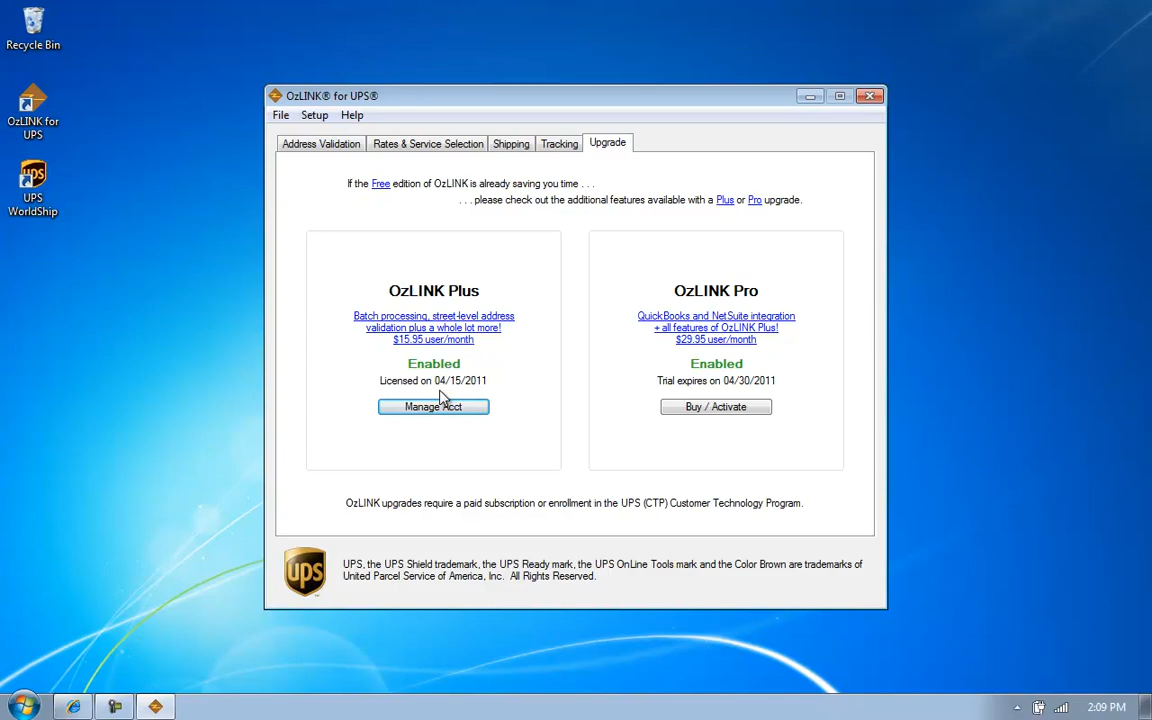 Recycle Bin
OzLINK for
UPS
UPS
WorldShip
OzLINK® for UPS®
File Setup Help
Address Validation Rates & Service Selection Shipping Tracking Upgrade
If the Free edition of OzLINK is already saving you time . . .
. . . please check out the additional features available with a Plus or Pro upgrade.
OzLINK Plus
Batch processing, street-level address
validation plus a whole lot more!
$15.95 user/month
Enabled
Licensed on 04/15/2011
Manage Acct
OzLINK Pro
QuickBooks and NetSuite integration
+ all features of OzLINK Plus!
$29.95 user/month
Enabled
Trial expires on 04/30/2011
Buy / Activate
OzLINK upgrades require a paid subscription or enrollment in the UPS (CTP) Customer Technology Program.
ups
UPS, the UPS Shield trademark, the UPS Ready mark, the UPS OnLine Tools mark and the Color Brown are trademarks of
United Parcel Service of America, Inc. All Rights Reserved.
2:09 PM